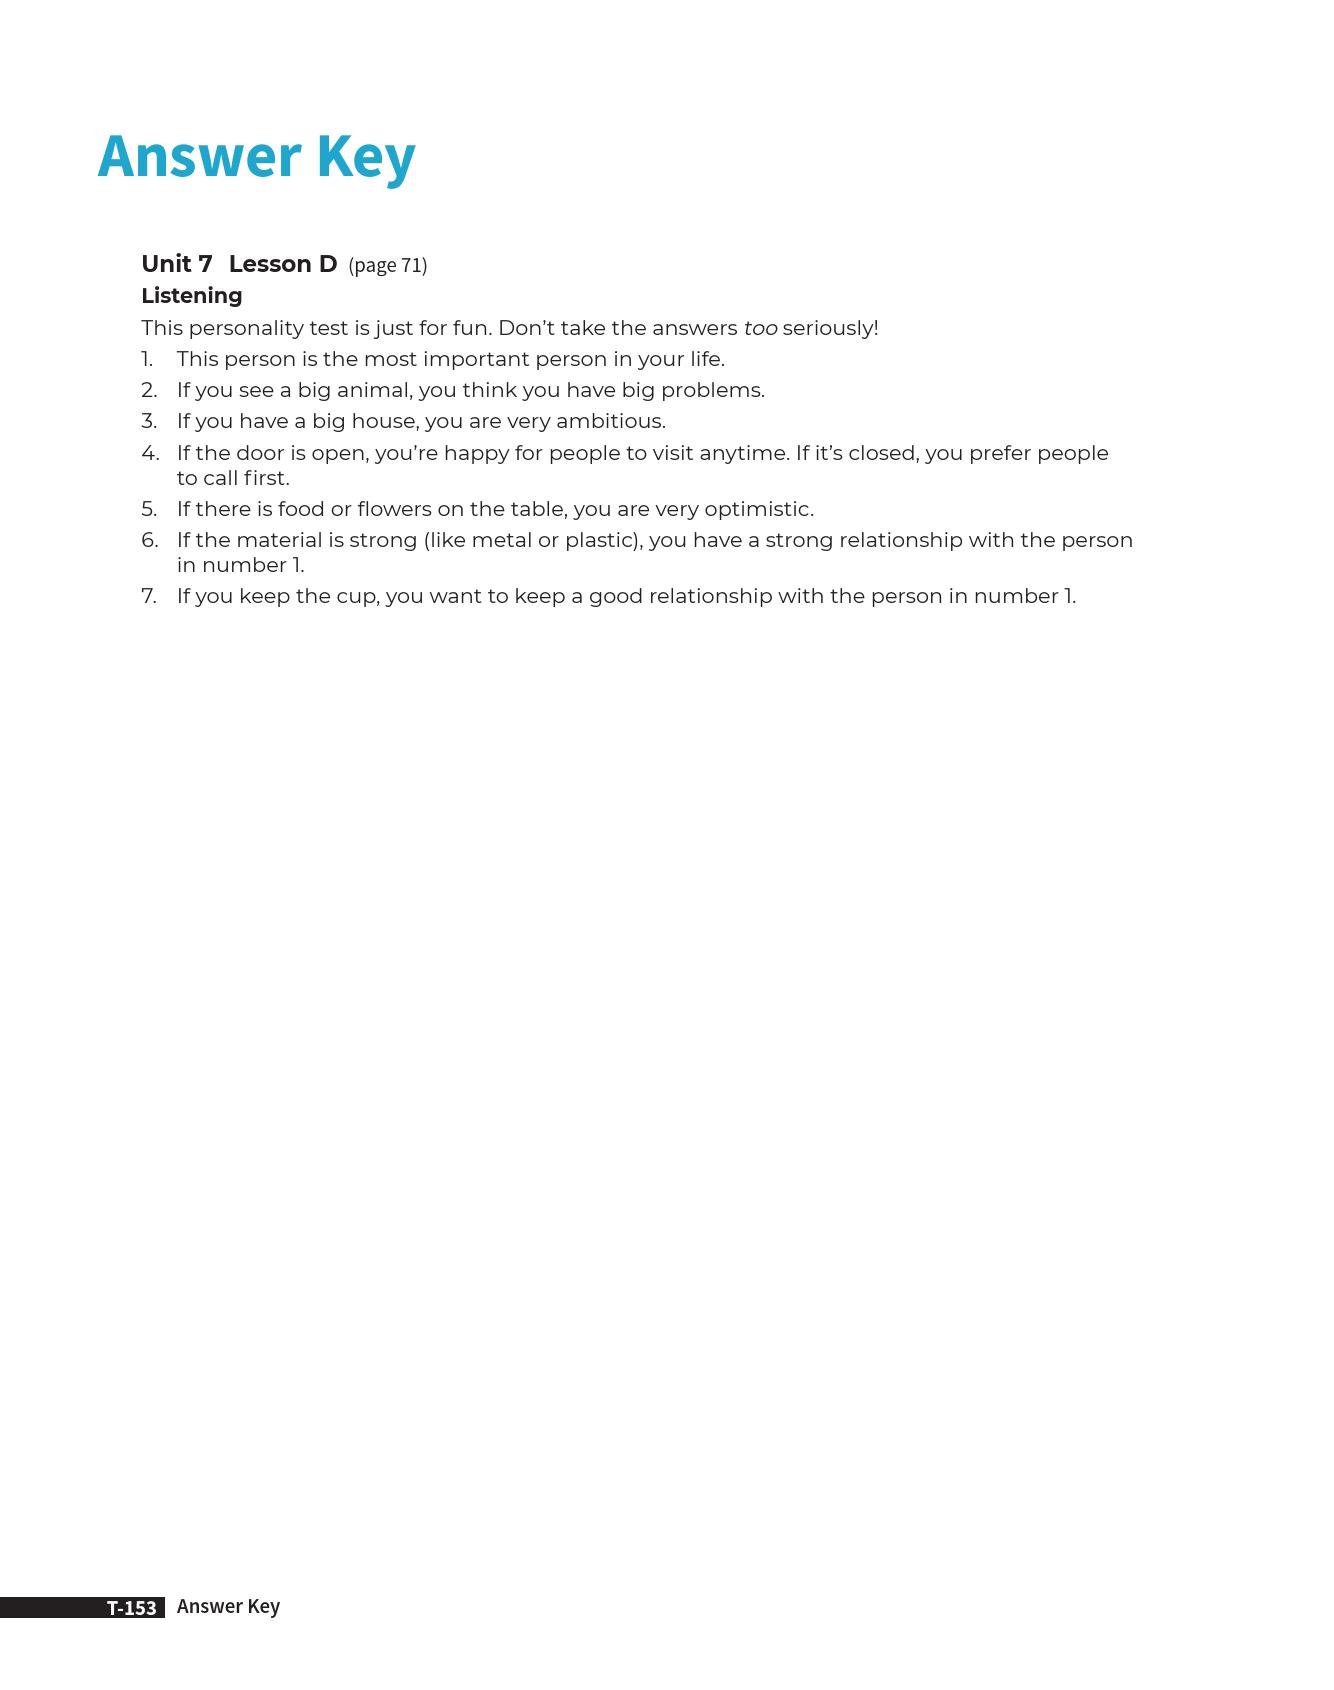 Answer Key
Unit 7 Lesson D (page 71)
Listening
This personality test is just for fun. Don’t take the answers too seriously!
1. This person is the most important person in your life.
2. If you see a big animal, you think you have big problems.
3. If you have a big house, you are very ambitious.
4. If the door is open, you’re happy for people to visit anytime. If it’s closed, you prefer people
to call first.
5. If there is food or flowers on the table, you are very optimistic.
6. If the material is strong (like metal or plastic), you have a strong relationship with the person
in number 1.
7. If you keep the cup, you want to keep a good relationship with the person in number 1.
T-153 Answer Key